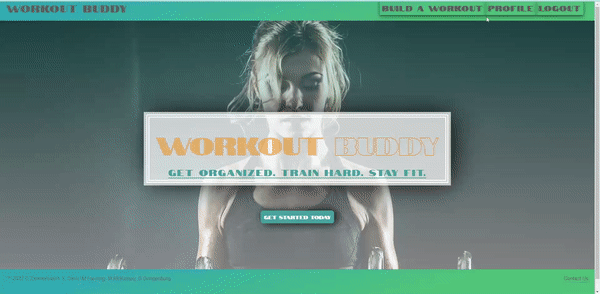 WORKOUT BUDDY
BUILD A WORKOUT PROFILE LOGOUT
WORKOUT BUDDY
GET ORGANIZED. TRAIN HARD. STAY FIT.
GET STARTED TODAY
Contact Us